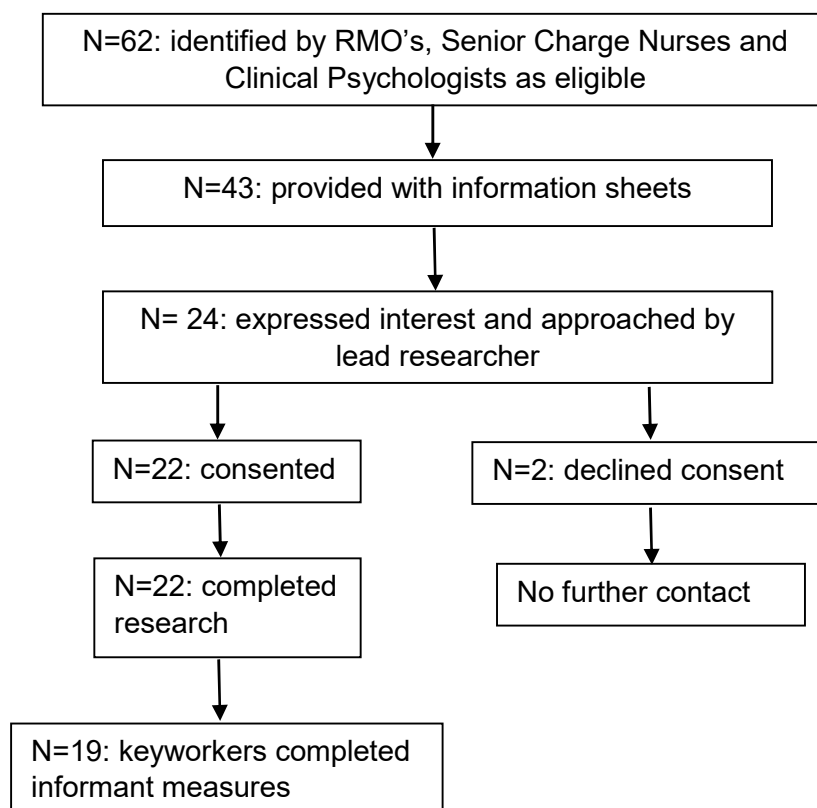 N=62: identified by RMO's, Senior Charge Nurses and
Clinical Psychologists as eligible
N=43: provided with information sheets
N= 24: expressed interest and approached by
lead researcher
N=22: consented
N=2: declined consent
N=22: completed
research
No further contact
N=19: keyworkers completed
informant measures